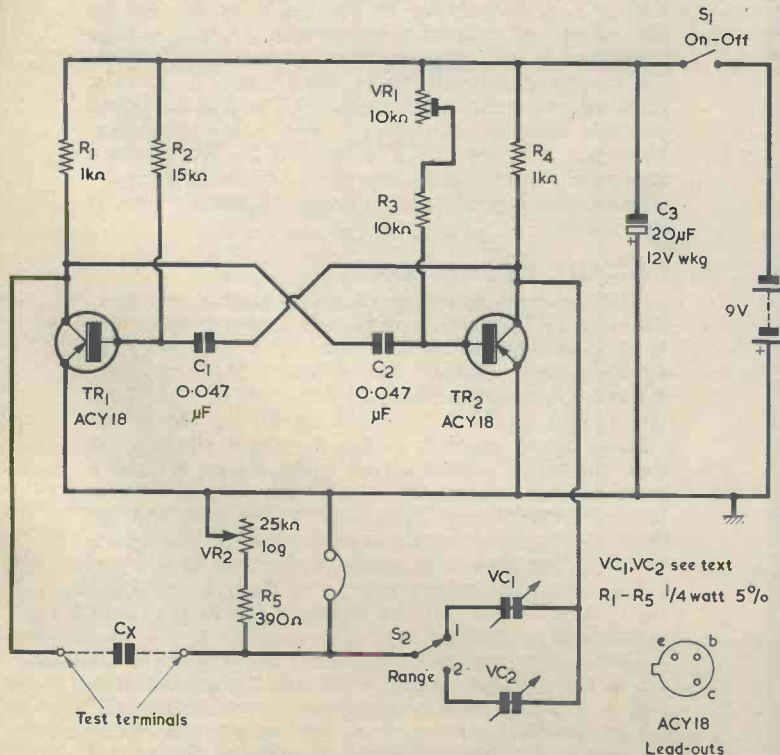 S1
On-Off
VR1
10kΩ
R1
1kΩ
R2
15kΩ
R4
1kΩ
R3
10kΩ
C3
20µF
12V wkg
+
9V
+
C1
0·047
µF
C2
0·047
µF
TR1
ACY18
TR2
ACY18
25kΩ
log
VR2
R5
390Ω
VC1
S2
1
2
Range
VC2
CX
Test terminals
VC1,VC2 see text
R1-R5 1/4 watt 5%
e
b
c
ACY18
Lead-outs